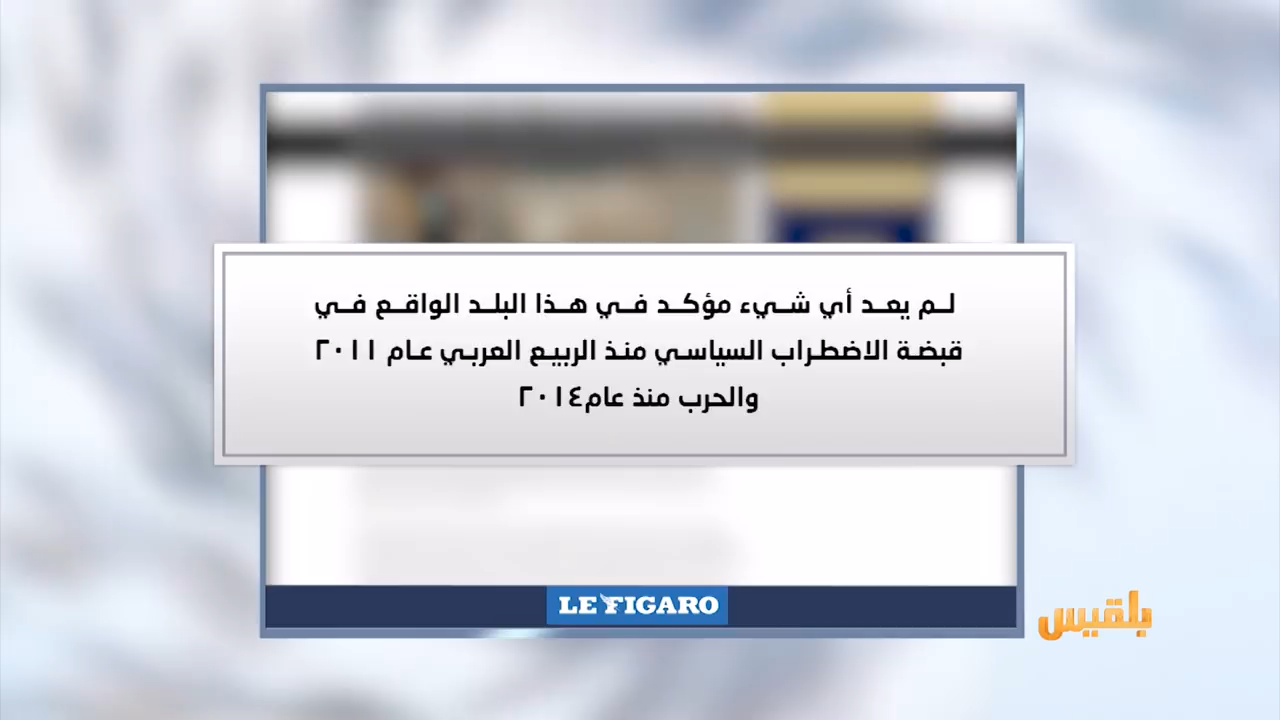 لم يعد أي شيء مؤكد في هذا البلد الواقع في
قبضة الاضطراب السياسي منذ الربيع العربي عام ٢٠١١
والحرب منذ عام٢٠١٤
LE FIGARO
بلقيس